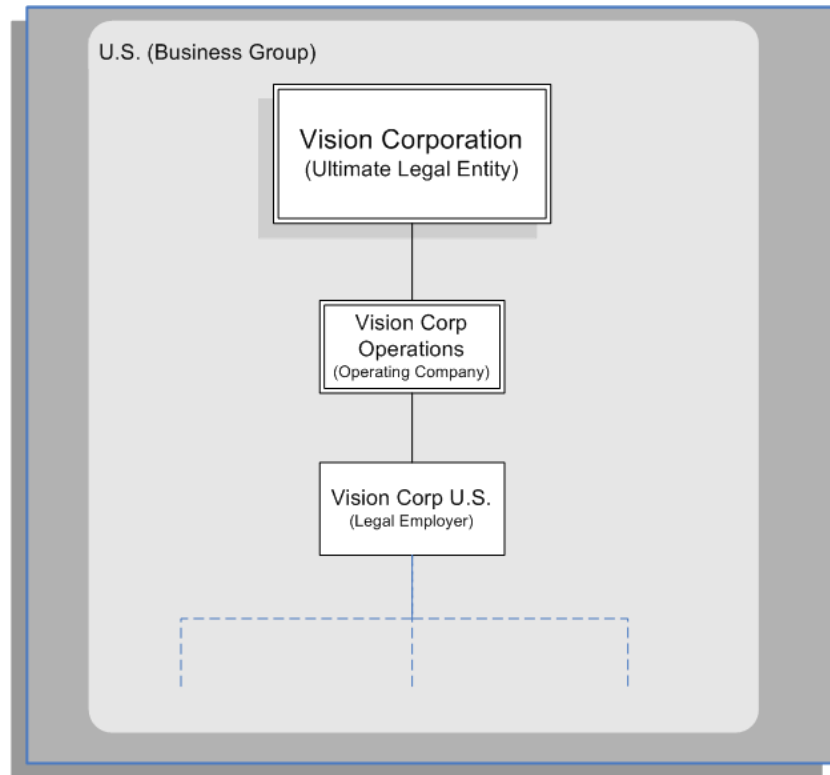 U.S. (Business Group)
Vision Corporation
(Ultimate Legal Entity)
Vision Corp
Operations
(Operating Company)
Vision Corp U.S.
(Legal Employer)